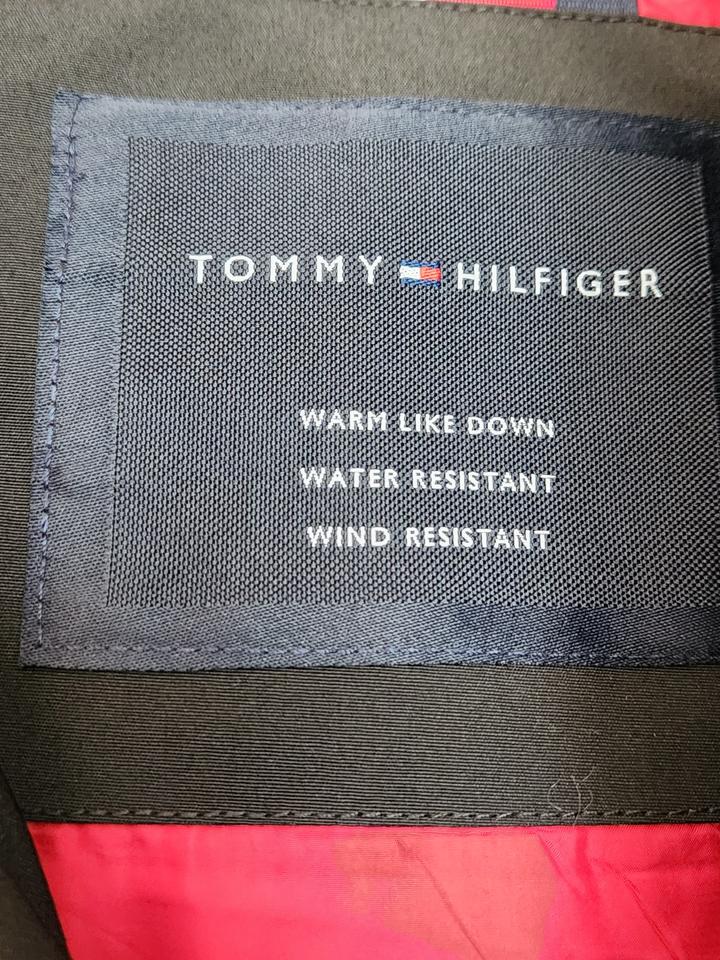 TOMMY HILFIGER
WARM LIKE DOWN
WATER RESISTANT
WIND RESISTANT